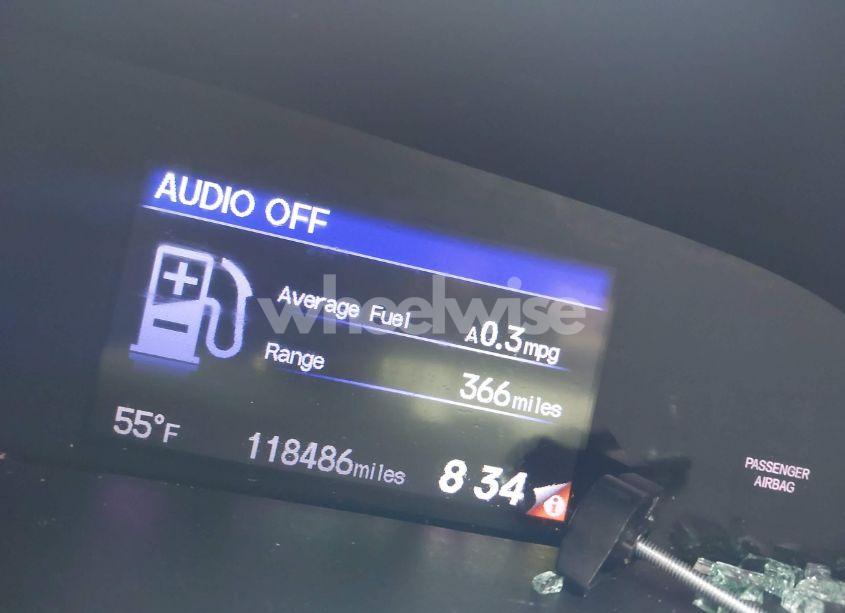 AUDIO OFF
Average Fuel
A0.3mpg
Range
366miles
55°F
118486miles
8 34
i
PASSENGER
AIRBAG
wheelwise